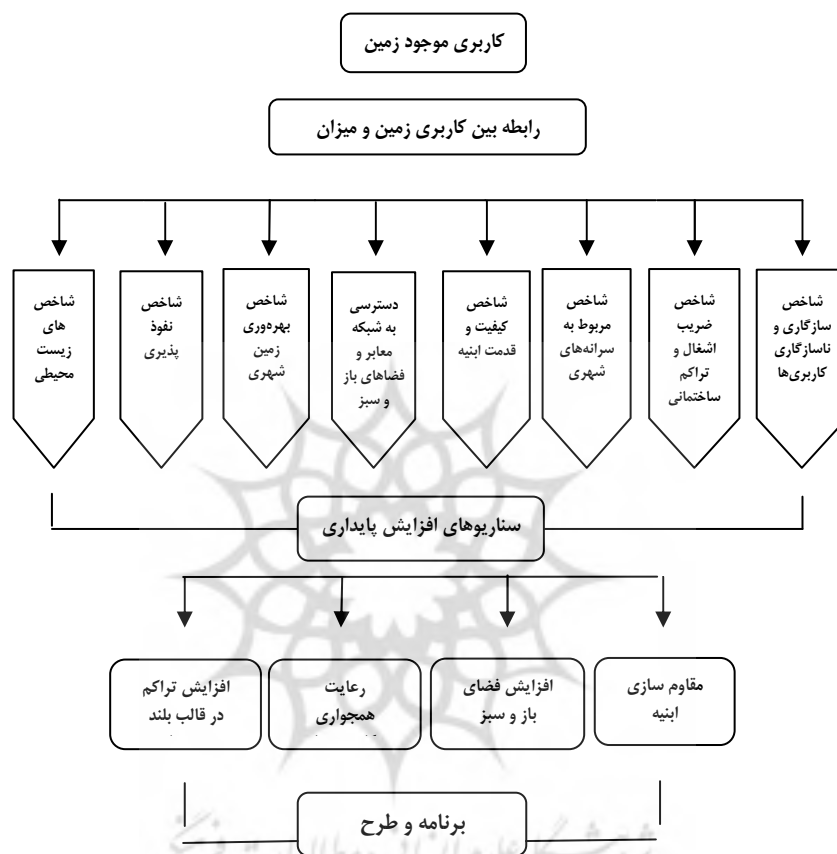 کاربری موجود زمین
رابطه بین کاربری زمین و میزان
شاخص
سازگاری و
ناسازگاری
کاربری‌ها
شاخص
ضریب
اشغال و
تراکم
ساختمانی
شاخص
مربوط به
سرانه‌های
شهری
شاخص
کیفیت و
قدمت ابنیه
دسترسی
به شبکه
معابر و
فضاهای باز
و سبز
شاخص
بهره‌وری
زمین
شهری
شاخص
نفوذ
پذیری
شاخص
های
زیست
محیطی
سناریوهای افزایش پایداری
مقاوم سازی
ابنیه
افزایش فضای
باز و سبز
رعایت
همجواری
افزایش تراکم
در قالب بلند
برنامه و طرح